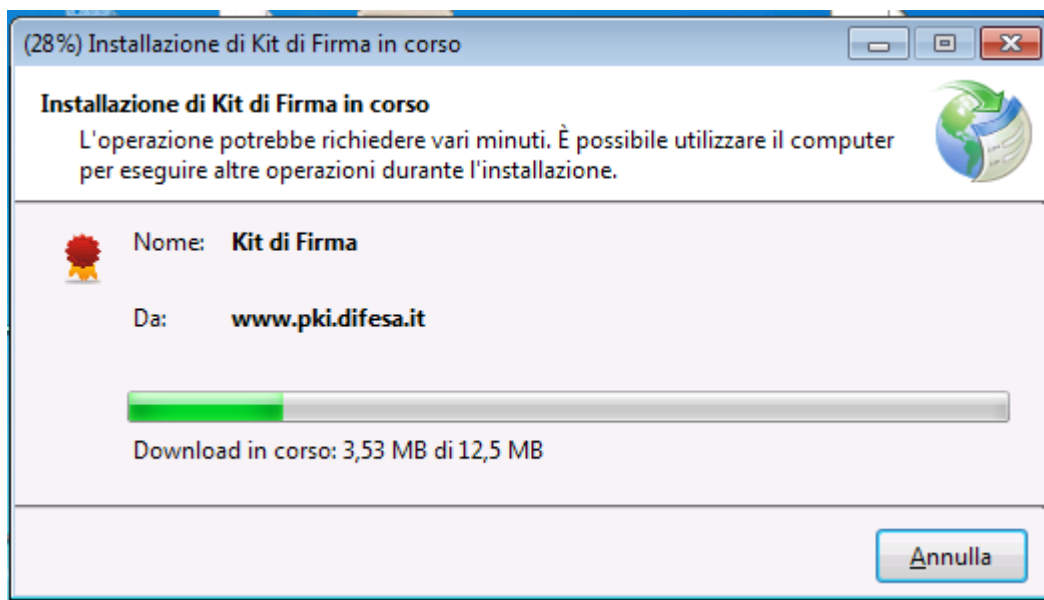 (28%) Installazione di Kit di Firma in corso
Installazione di Kit di Firma in corso
L'operazione potrebbe richiedere vari minuti. È possibile utilizzare il computer
per eseguire altre operazioni durante l'installazione.
Nome: Kit di Firma
Da: www.pki.difesa.it
Download in corso: 3,53 MB di 12,5 MB
Annulla